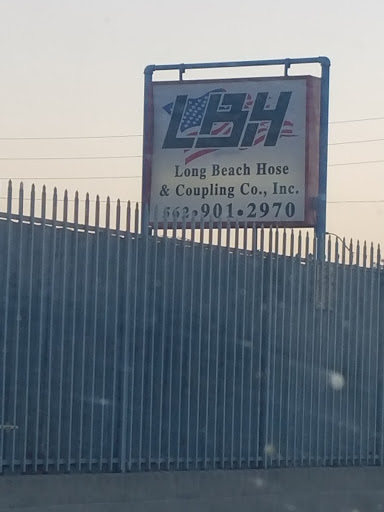 LBH
Long Beach Hose
& Coupling Co., Inc.
562•901•2970